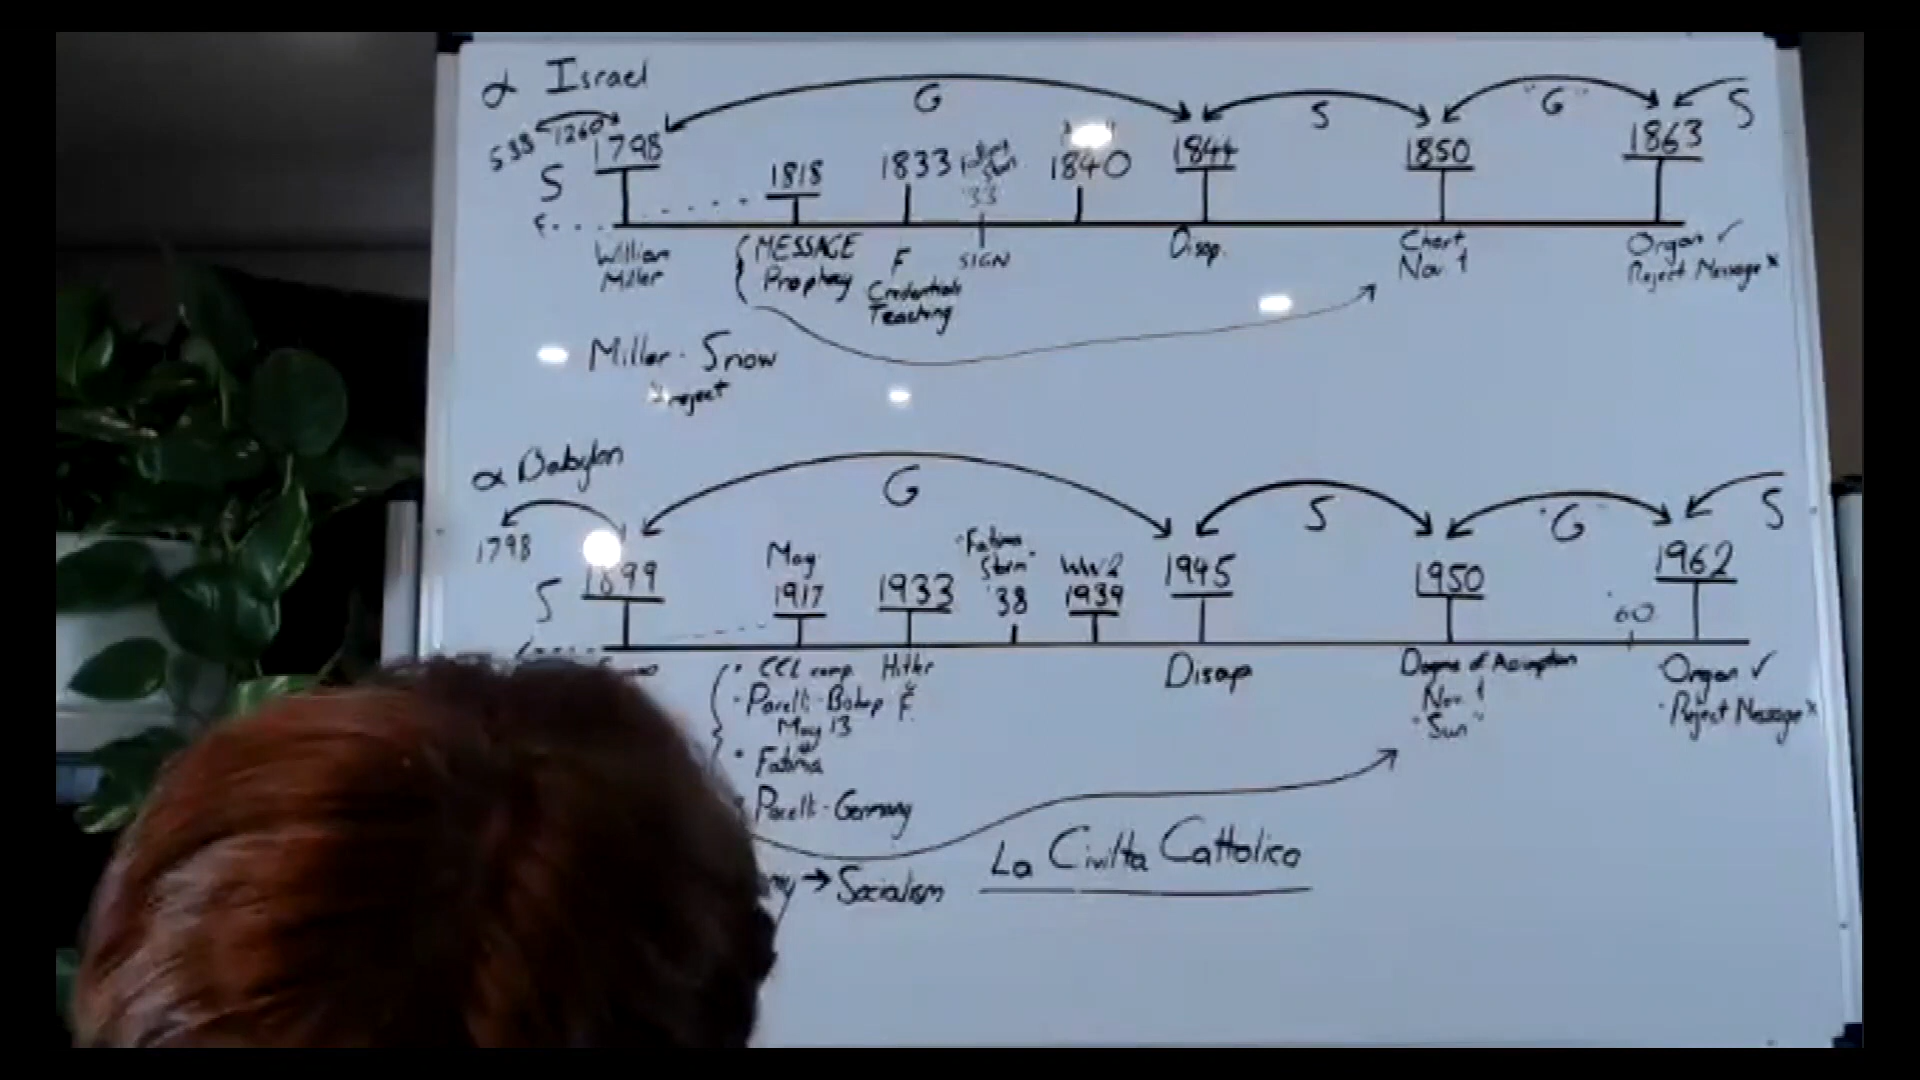 α Israel
G
S
"G"
S
538 1260
1798
1818
1833
33
1840
1844
1850
1863
S
William
Miller
MESSAGE
Prophecy
F
Credentials
Teaching
SIGN
Disap.
Chart
Nov. 1
Organ ✓
Reject Message x
Miller - Snow
reject
α Babylon
G
S
"G"
S
1798
S
1899
May
1917
1933
"Fatima
Storm"
'38
WW2
1939
1945
1950
'60
1962
• CCL comp.
• Pacelli - Bishop
May 13
• Fatima
Pacelli - Germany
Hitler
F
Disap
Dogma of Assumption
Nov. 1
"Sun"
Organ ✓
• Reject Message x
→ Socialism
La Civilta Cattolica